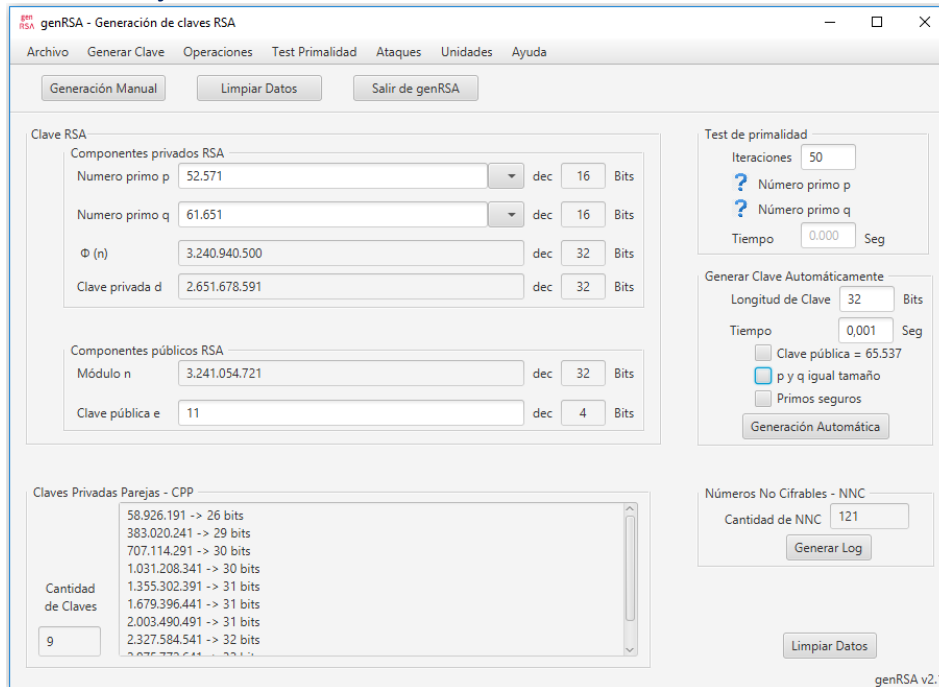 gen RSA genRSA - Generación de claves RSA
Archivo Generar Clave Operaciones Test Primalidad Ataques Unidades Ayuda
Generación Manual Limpiar Datos Salir de genRSA
Clave RSA
Componentes privados RSA
Numero primo p 52.571 dec 16 Bits
Numero primo q 61.651 dec 16 Bits
Φ (n) 3.240.940.500 dec 32 Bits
Clave privada d 2.651.678.591 dec 32 Bits
Componentes públicos RSA
Módulo n 3.241.054.721 dec 32 Bits
Clave pública e 11 dec 4 Bits
Test de primalidad
Iteraciones 50
? Número primo p
? Número primo q
Tiempo 0.000 Seg
Generar Clave Automáticamente
Longitud de Clave 32 Bits
Tiempo 0,001 Seg
Clave pública = 65.537
p y q igual tamaño
Primos seguros
Generación Automática
Claves Privadas Parejas - CPP
58.926.191 -> 26 bits
383.020.241 -> 29 bits
707.114.291 -> 30 bits
1.031.208.341 -> 30 bits
1.355.302.391 -> 31 bits
1.679.396.441 -> 31 bits
2.003.490.491 -> 31 bits
2.327.584.541 -> 32 bits
Cantidad
de Claves
9
Números No Cifrables - NNC
Cantidad de NNC 121
Generar Log
Limpiar Datos
genRSA v2.